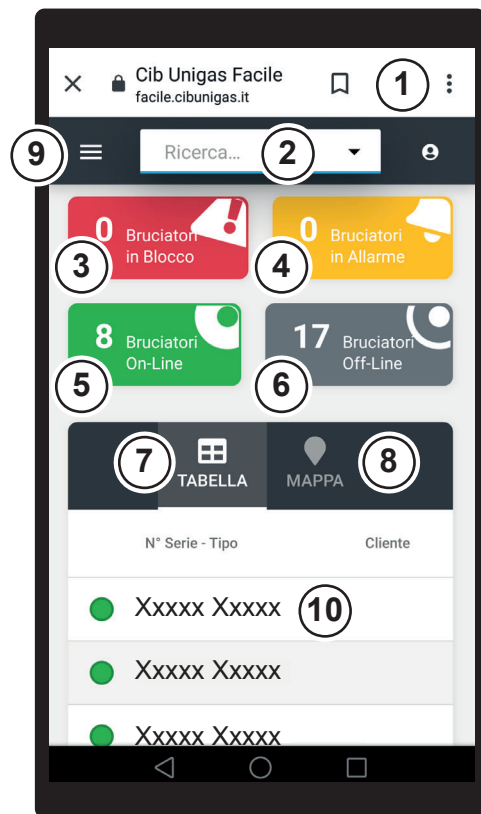 Cib Unigas Facile
facile.cibunigas.it
1
9
Ricerca...
2
0 Bruciatori
in Blocco
3
0 Bruciatori
in Allarme
4
8 Bruciatori
On-Line
5
17 Bruciatori
Off-Line
6
7
TABELLA
MAPPA
8
N° Serie - Tipo
Cliente
Xxxxx Xxxxx
10
Xxxxx Xxxxx
Xxxxx Xxxxx